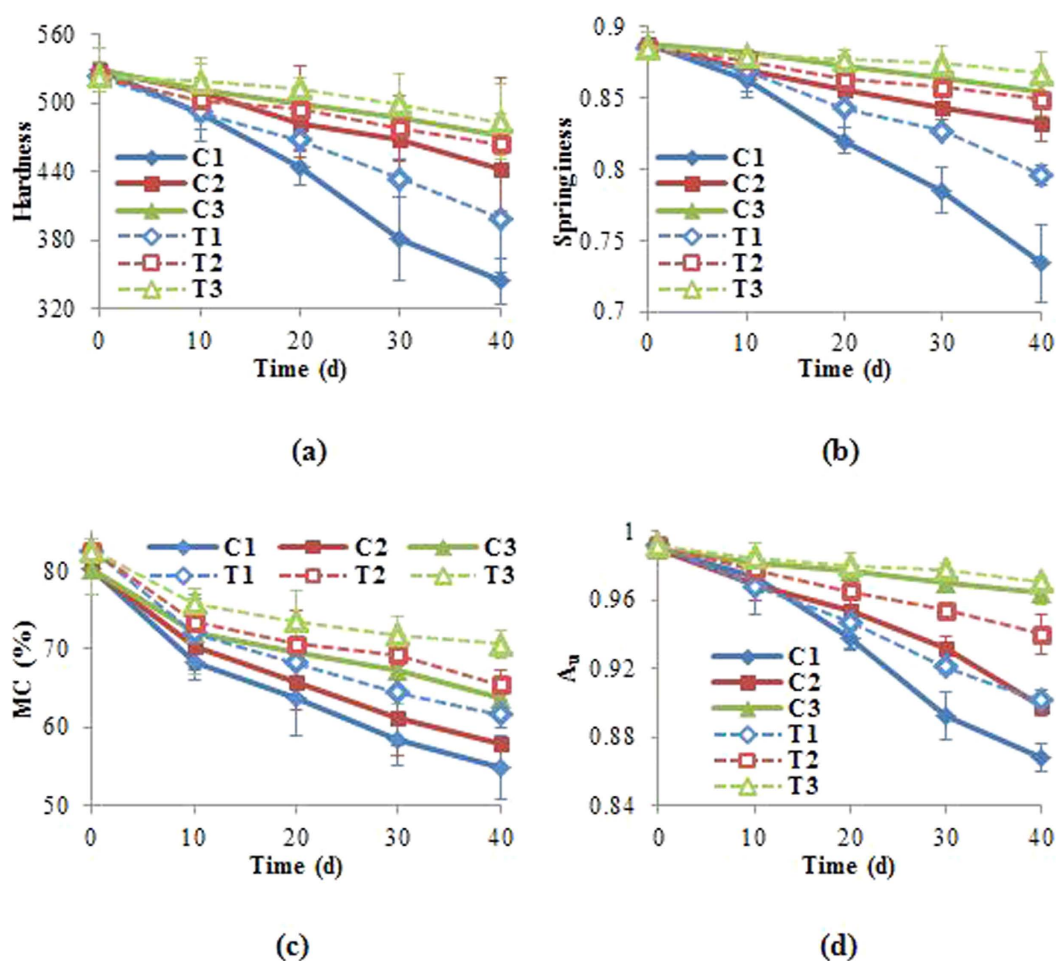 560
500
440
380
320
Hardness
C1
C2
C3
T1
T2
T3
0 10 20 30 40
Time (d)
(a)
0.9
0.85
0.8
0.75
0.7
Springiness
C1
C2
C3
T1
T2
T3
0 10 20 30 40
Time (d)
(b)
80
70
60
50
MC (%)
C1 C2 C3
T1 T2 T3
0 10 20 30 40
Time (d)
(c)
1
0.96
0.92
0.88
0.84
Au
C1
C2
C3
T1
T2
T3
0 10 20 30 40
Time (d)
(d)